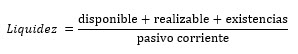 Liquidez = disponible + realizable + existencias
pasivo corriente